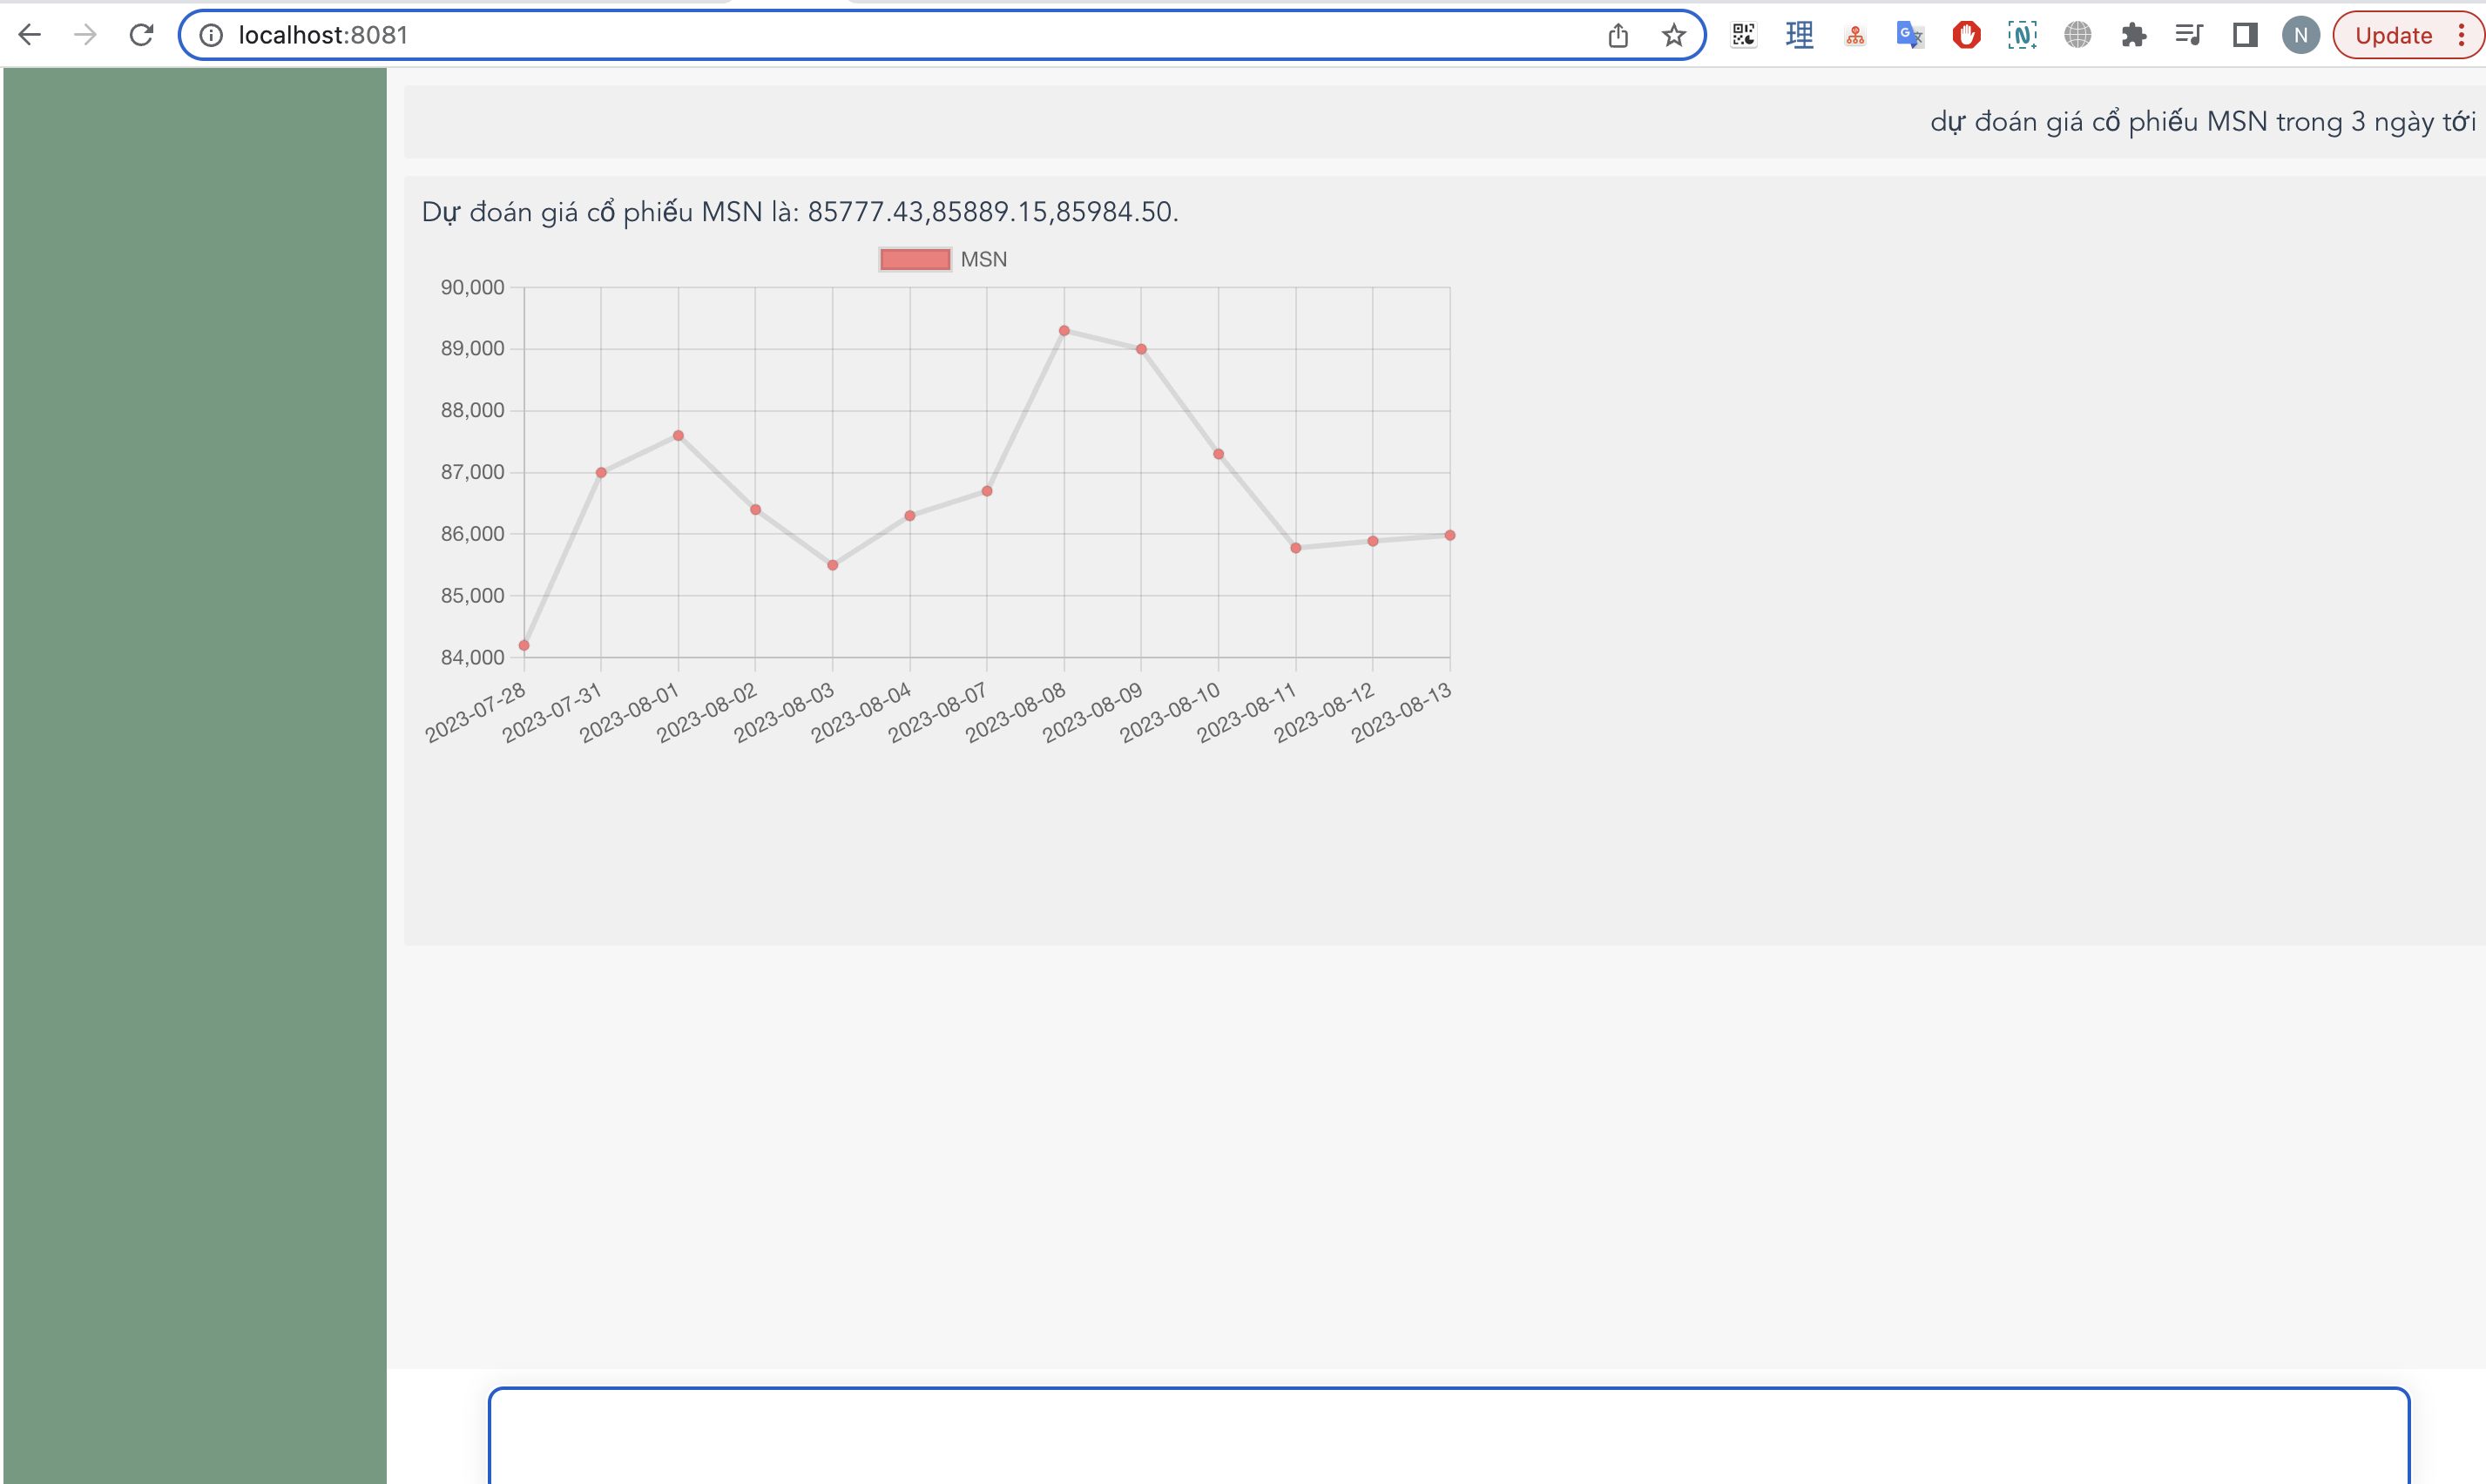 localhost:8081
理
G
文
N
N
Update
dự đoán giá cổ phiếu MSN trong 3 ngày tới
Dự đoán giá cổ phiếu MSN là: 85777.43,85889.15,85984.50.
MSN
90,000
89,000
88,000
87,000
86,000
85,000
84,000
2023-07-28
2023-07-31
2023-08-01
2023-08-02
2023-08-03
2023-08-04
2023-08-07
2023-08-08
2023-08-09
2023-08-10
2023-08-11
2023-08-12
2023-08-13